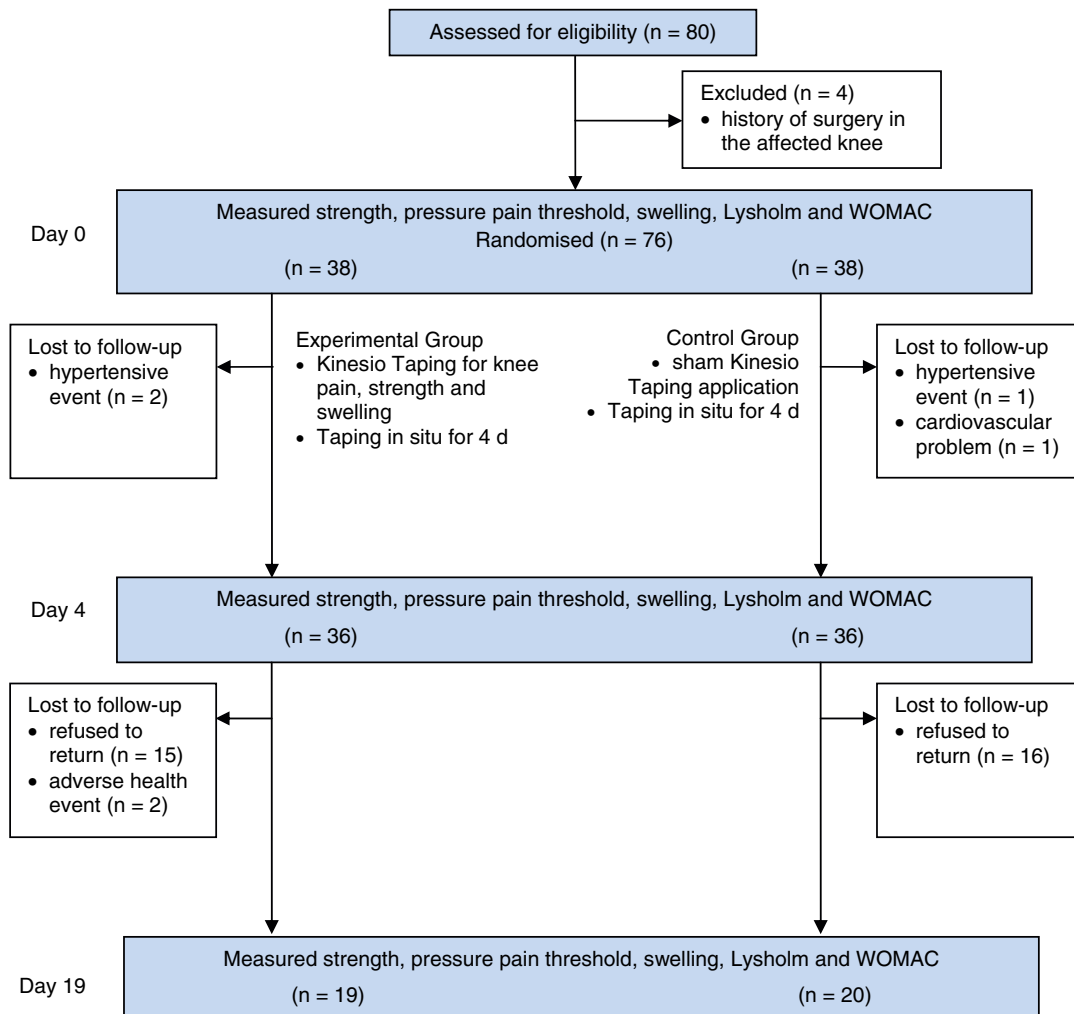 Assessed for eligibility (n = 80)
Excluded (n = 4)
• history of surgery in
the affected knee
Day 0
Measured strength, pressure pain threshold, swelling, Lysholm and WOMAC
Randomised (n = 76)
(n = 38)
(n = 38)
Lost to follow-up
• hypertensive
event (n = 2)
Experimental Group
• Kinesio Taping for knee
pain, strength and
swelling
• Taping in situ for 4 d
Control Group
• sham Kinesio
Taping application
• Taping in situ for 4 d
Lost to follow-up
• hypertensive
event (n = 1)
• cardiovascular
problem (n = 1)
Day 4
Measured strength, pressure pain threshold, swelling, Lysholm and WOMAC
(n = 36)
(n = 36)
Lost to follow-up
• refused to
return (n = 15)
• adverse health
event (n = 2)
Lost to follow-up
• refused to
return (n = 16)
Day 19
Measured strength, pressure pain threshold, swelling, Lysholm and WOMAC
(n = 19)
(n = 20)